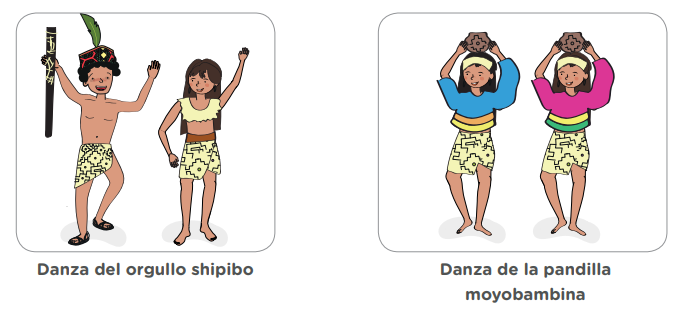 Danza del orgullo shipibo
Danza de la pandilla
moyobambina